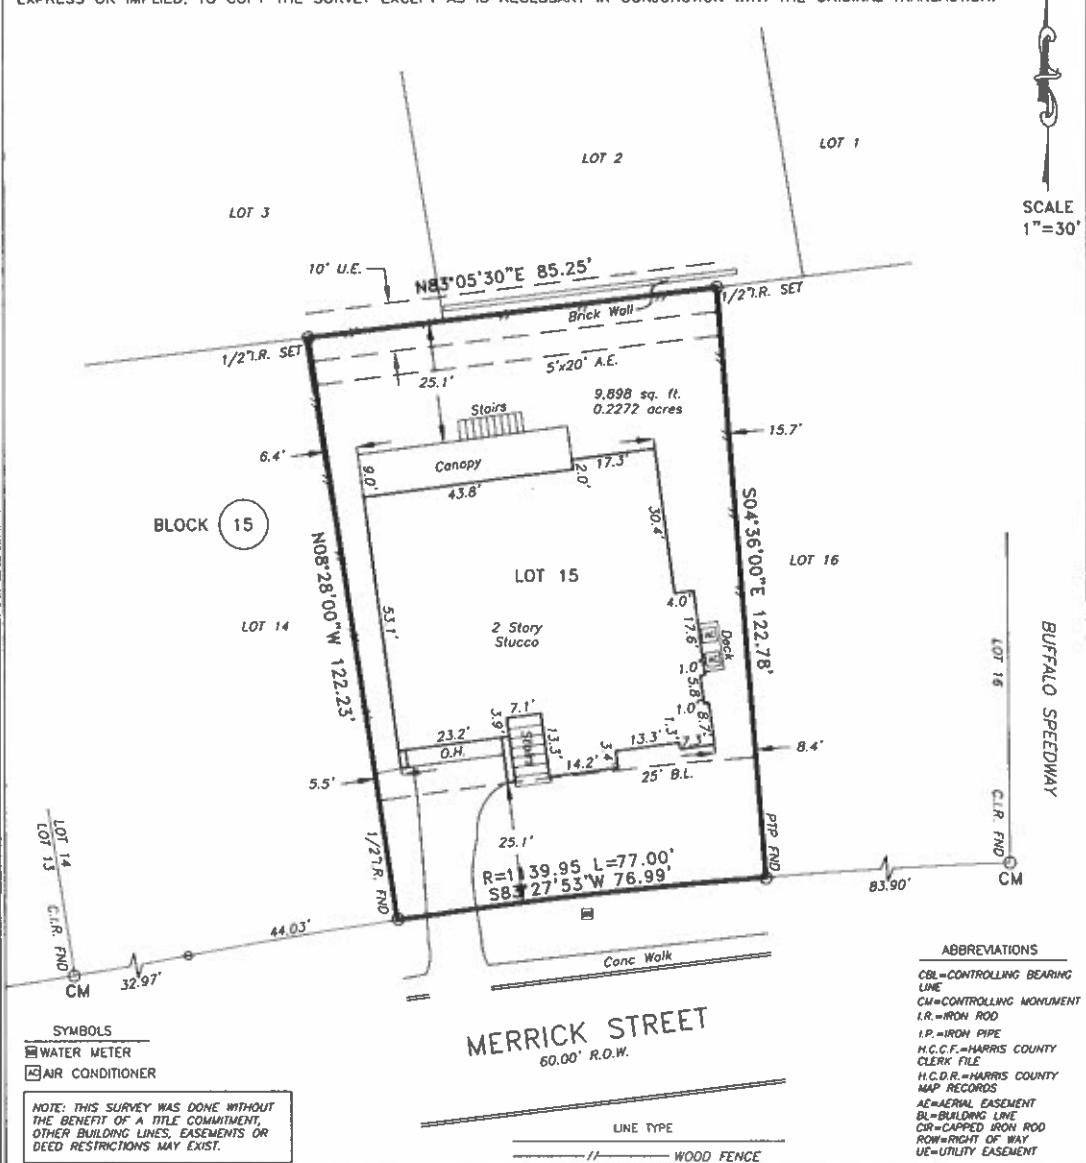 EXPRESS OR IMPLIED, TO COPY THE SURVEY EXCEPT AS IS NECESSARY IN CONJUNCTION WITH THE ORIGINAL TRANSACTION.
LOT 1
LOT 2
LOT 3
SCALE
1"=30'
10' U.E.
N83°05'30"E 85.25'
1/2"I.R. SET
Brick Wall
1/2"I.R. SET
5'x20' A.E.
25.1'
9,898 sq. ft.
0.2272 acres
Stairs
15.7'
6.4'
Canopy
17.3'
9.0'
2.0'
43.8'
30.4'
BLOCK 15
S04°36'00"E 122.78'
N08°28'00"W 122.23'
LOT 16
LOT 15
4.0'
LOT 14
53.1'
2 Story
Stucco
17.6'
Deck
1.0'
5.8'
1.0'
8.7'
LOT 16
BUFFALO SPEEDWAY
7.1'
3.9'
23.2'
O.H.
Stairs
13.3'
14.2'
3.4'
13.3'
1.3'
7.3'
8.4'
25' B.L.
5.5'
25.1'
1/2"I.R. FND
PTP FND
C.I.R. FND
CM
LOT 14
LOT 13
R=1139.95 L=77.00'
S83°27'53"W 76.99'
83.90'
44.03'
C.I.R. FND
CM
32.97'
Conc Walk
MERRICK STREET
60.00' R.O.W.
SYMBOLS
WATER METER
AC AIR CONDITIONER
NOTE: THIS SURVEY WAS DONE WITHOUT
THE BENEFIT OF A TITLE COMMITMENT,
OTHER BUILDING LINES, EASEMENTS OR
DEED RESTRICTIONS MAY EXIST.
LINE TYPE
// WOOD FENCE
ABBREVIATIONS
CBL=CONTROLLING BEARING
LINE
CM=CONTROLLING MONUMENT
I.R.=IRON ROD
I.P.=IRON PIPE
H.C.C.F.=HARRIS COUNTY
CLERK FILE
H.C.D.R.=HARRIS COUNTY
MAP RECORDS
AE=AERIAL EASEMENT
BL=BUILDING LINE
CIR=CAPPED IRON ROD
ROW=RIGHT OF WAY
UE=UTILITY EASEMENT